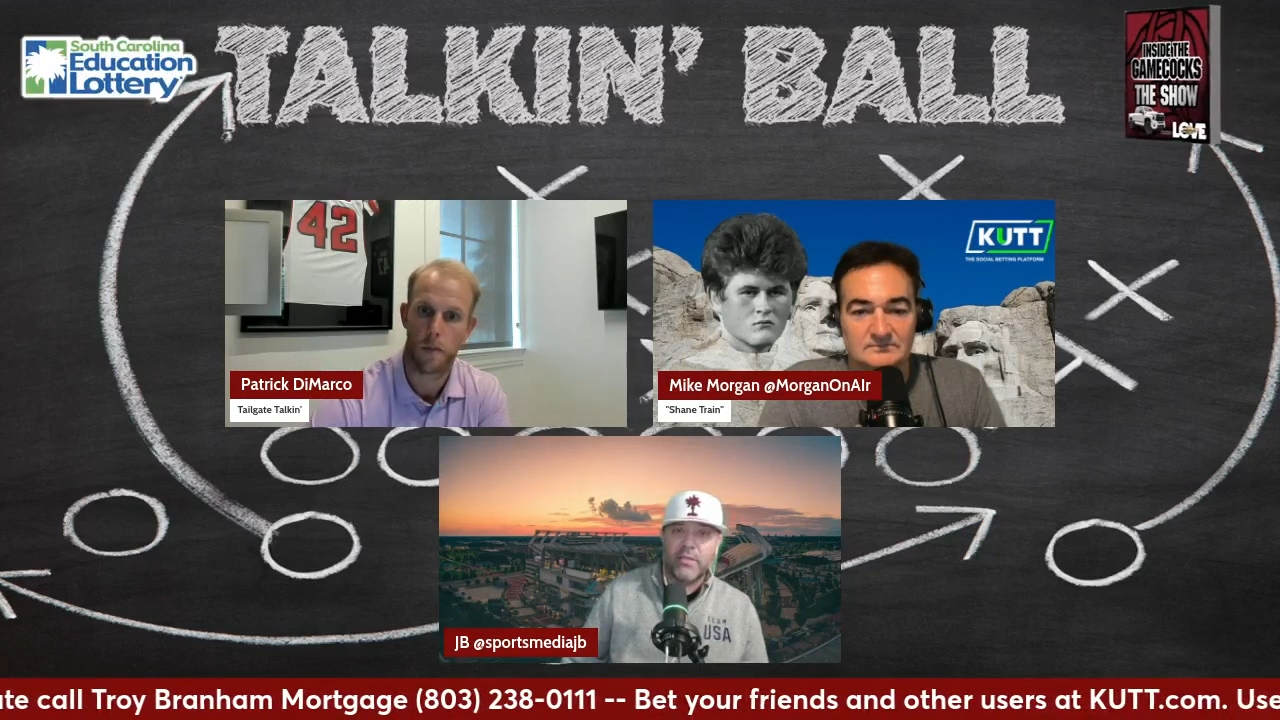 South Carolina
Education
Lottery
TALKIN' BALL
INSIDE THE
GAMECOCKS
THE SHOW
LOVE
42
KUTT
THE SOCIAL BETTING PLATFORM
Patrick DiMarco
Tailgate Talkin'
Mike Morgan @MorganOnAIr
"Shane Train"
TEAM
USA
JB @sportsmediajb
ate call Troy Branham Mortgage (803) 238-0111 -- Bet your friends and other users at KUTT.com. Use